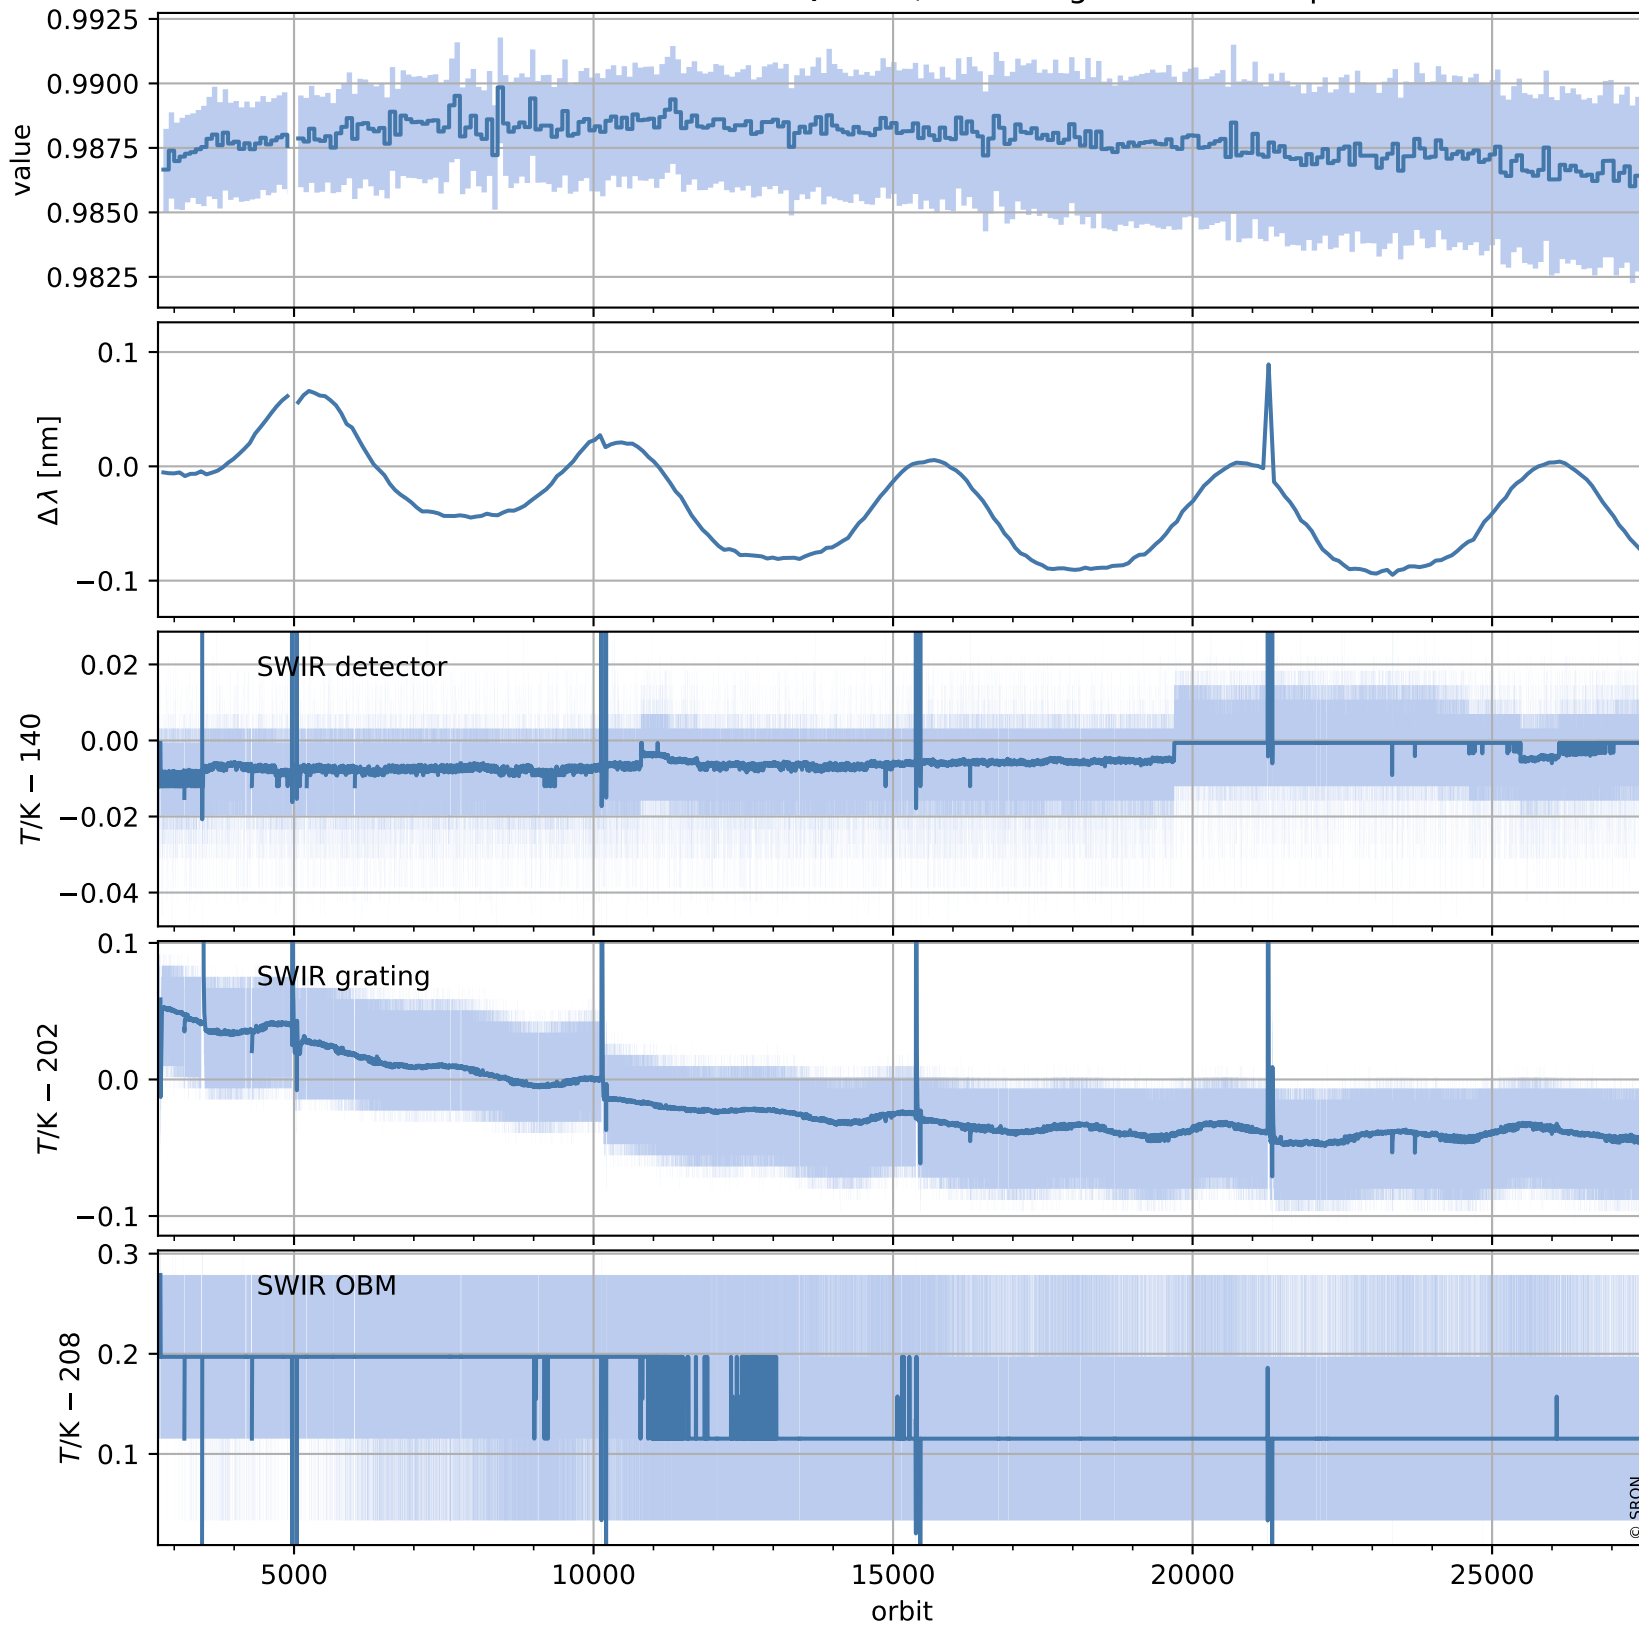 0.9925
0.9900
0.9875
0.9850
0.9825
value
0.1
0.0
−0.1
Δλ [nm]
SWIR detector
0.02
0.00
−0.02
−0.04
T/K − 140
SWIR grating
0.1
0.0
−0.1
T/K − 202
SWIR OBM
0.3
0.2
0.1
T/K − 208
© SRON
5000 10000 15000 20000 25000
orbit